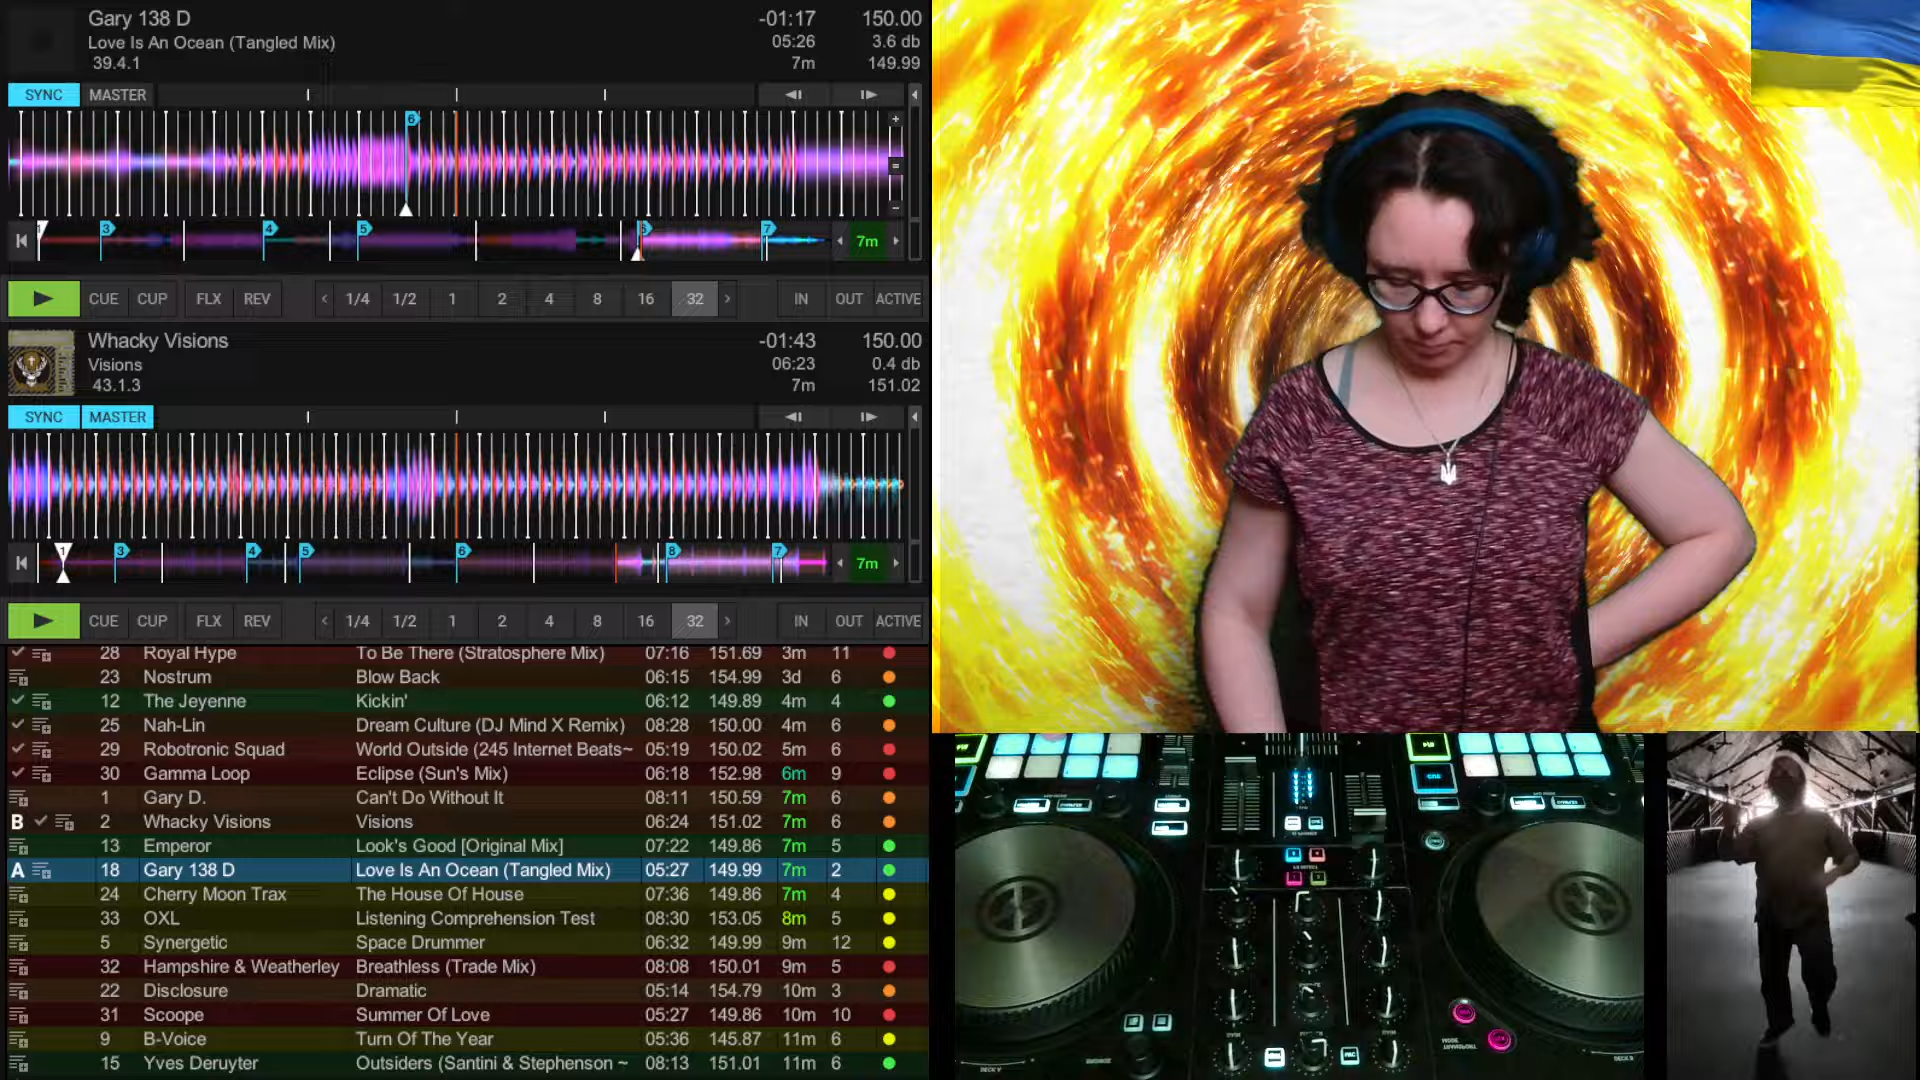 Gary 138 D -01:17 150.00
Love Is An Ocean (Tangled Mix) 05:26 3.6 db
39.4.1 7m 149.99
SYNC MASTER
6
1 3 4 5 6 7 7m
CUE CUP FLX REV 1/4 1/2 1 2 4 8 16 32 IN OUT ACTIVE
Whacky Visions -01:43 150.00
Visions 06:23 0.4 db
43.1.3 7m 151.02
SYNC MASTER
1 3 4 5 6 8 7 7m
CUE CUP FLX REV 1/4 1/2 1 2 4 8 16 32 IN OUT ACTIVE
28 Royal Hype To Be There (Stratosphere Mix) 07:16 151.69 3m 11
23 Nostrum Blow Back 06:15 154.99 3d 6
12 The Jeyenne Kickin' 06:12 149.89 4m 4
25 Nah-Lin Dream Culture (DJ Mind X Remix) 08:28 150.00 4m 6
29 Robotronic Squad World Outside (245 Internet Beats~ 05:19 150.02 5m 6
30 Gamma Loop Eclipse (Sun's Mix) 06:18 152.98 6m 9
1 Gary D. Can't Do Without It 08:11 150.59 7m 6
B 2 Whacky Visions Visions 06:24 151.02 7m 6
13 Emperor Look's Good [Original Mix] 07:22 149.86 7m 5
A 18 Gary 138 D Love Is An Ocean (Tangled Mix) 05:27 149.99 7m 2
24 Cherry Moon Trax The House Of House 07:36 149.86 7m 4
33 OXL Listening Comprehension Test 08:30 153.05 8m 5
5 Synergetic Space Drummer 06:32 149.99 9m 12
32 Hampshire & Weatherley Breathless (Trade Mix) 08:08 150.01 9m 5
22 Disclosure Dramatic 05:14 154.79 10m 3
31 Scoope Summer Of Love 05:27 149.86 10m 10
9 B-Voice Turn Of The Year 05:36 145.87 11m 6
15 Yves Deruyter Outsiders (Santini & Stephenson ~ 08:13 151.01 11m 6